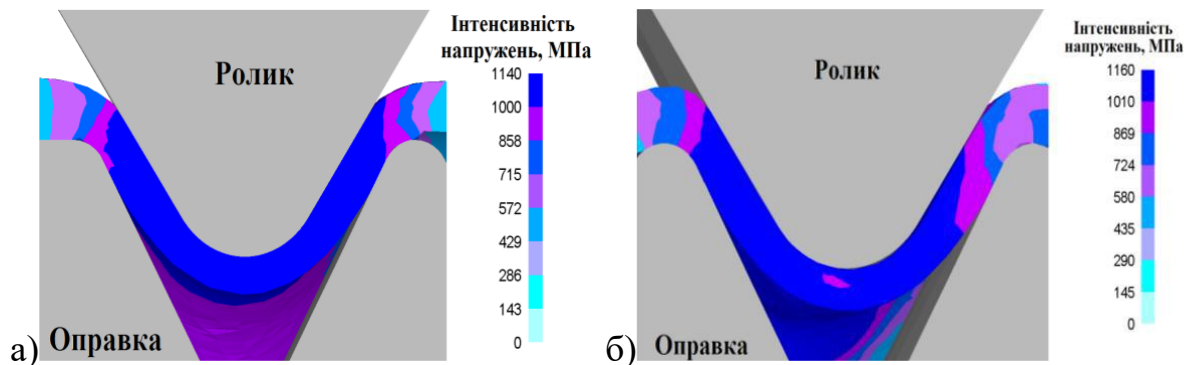 Інтенсивність
напружень, МПа
1140
1000
858
715
572
429
286
143
0
Ролик
Оправка
а)
Інтенсивність
напружень, МПа
1160
1010
869
724
580
435
290
145
0
Ролик
Оправка
б)